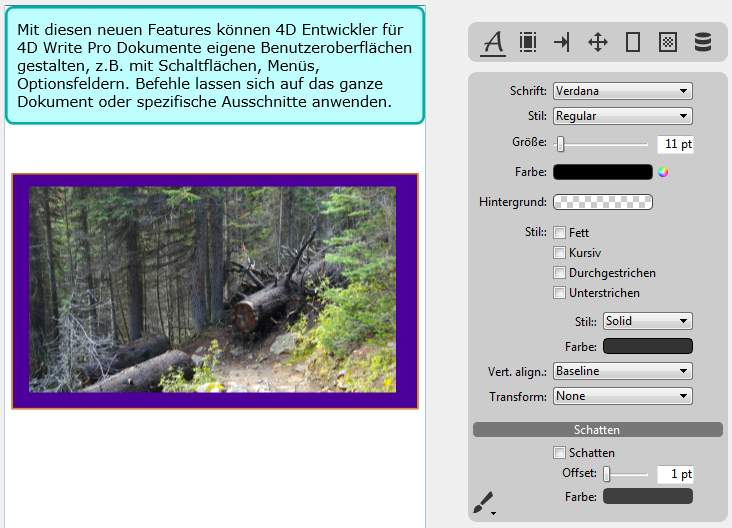 Mit diesen neuen Features können 4D Entwickler für
4D Write Pro Dokumente eigene Benutzeroberflächen
gestalten, z.B. mit Schaltflächen, Menüs,
Optionsfeldern. Befehle lassen sich auf das ganze
Dokument oder spezifische Ausschnitte anwenden.
A
Schrift: Verdana
Stil: Regular
Größe: 11 pt
Farbe:
Hintergrund:
Stil:: Fett
Kursiv
Durchgestrichen
Unterstrichen
Stil:: Solid
Farbe:
Vert. align.: Baseline
Transform: None
Schatten
Schatten
Offset: 1 pt
Farbe: